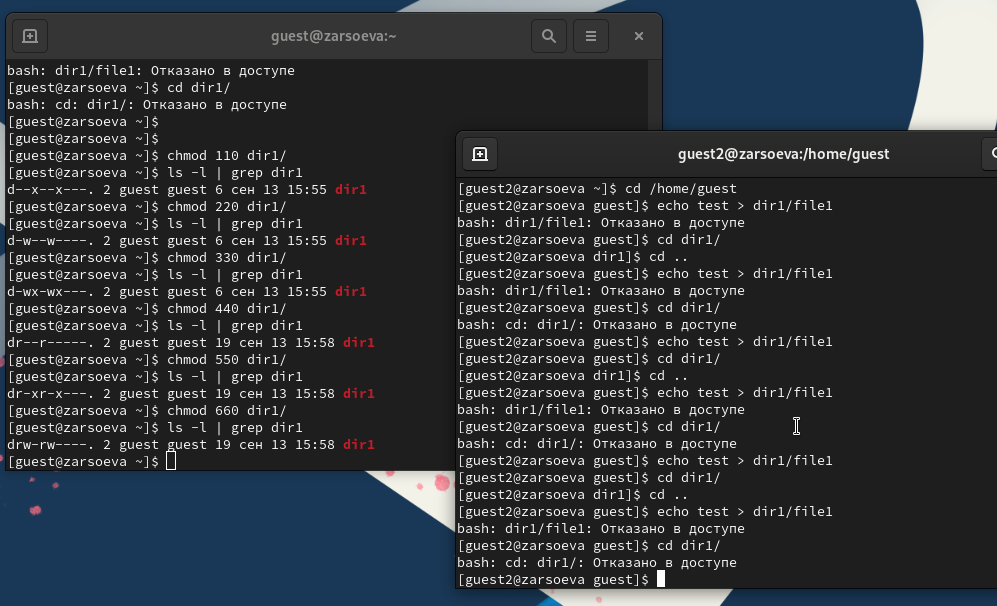 guest@zarsoeva:~
bash: dir1/file1: Отказано в доступе
[guest@zarsoeva ~]$ cd dir1/
bash: cd: dir1/: Отказано в доступе
[guest@zarsoeva ~]$
[guest@zarsoeva ~]$
[guest@zarsoeva ~]$ chmod 110 dir1/
[guest@zarsoeva ~]$ ls -l | grep dir1
d--x--x---. 2 guest guest 6 сен 13 15:55 dir1
[guest@zarsoeva ~]$ chmod 220 dir1/
[guest@zarsoeva ~]$ ls -l | grep dir1
d-w--w----. 2 guest guest 6 сен 13 15:55 dir1
[guest@zarsoeva ~]$ chmod 330 dir1/
[guest@zarsoeva ~]$ ls -l | grep dir1
d-wx-wx---. 2 guest guest 6 сен 13 15:55 dir1
[guest@zarsoeva ~]$ chmod 440 dir1/
[guest@zarsoeva ~]$ ls -l | grep dir1
dr--r-----. 2 guest guest 19 сен 13 15:58 dir1
[guest@zarsoeva ~]$ chmod 550 dir1/
[guest@zarsoeva ~]$ ls -l | grep dir1
dr-xr-x---. 2 guest guest 19 сен 13 15:58 dir1
[guest@zarsoeva ~]$ chmod 660 dir1/
[guest@zarsoeva ~]$ ls -l | grep dir1
drw-rw----. 2 guest guest 19 сен 13 15:58 dir1
[guest@zarsoeva ~]$
guest2@zarsoeva:/home/guest
[guest2@zarsoeva ~]$ cd /home/guest
[guest2@zarsoeva guest]$ echo test > dir1/file1
bash: dir1/file1: Отказано в доступе
[guest2@zarsoeva guest]$ cd dir1/
[guest2@zarsoeva dir1]$ cd ..
[guest2@zarsoeva guest]$ echo test > dir1/file1
bash: dir1/file1: Отказано в доступе
[guest2@zarsoeva guest]$ cd dir1/
bash: cd: dir1/: Отказано в доступе
[guest2@zarsoeva guest]$ echo test > dir1/file1
[guest2@zarsoeva guest]$ cd dir1/
[guest2@zarsoeva dir1]$ cd ..
[guest2@zarsoeva guest]$ echo test > dir1/file1
bash: dir1/file1: Отказано в доступе
[guest2@zarsoeva guest]$ cd dir1/
bash: cd: dir1/: Отказано в доступе
[guest2@zarsoeva guest]$ echo test > dir1/file1
[guest2@zarsoeva guest]$ cd dir1/
[guest2@zarsoeva dir1]$ cd ..
[guest2@zarsoeva guest]$ echo test > dir1/file1
bash: dir1/file1: Отказано в доступе
[guest2@zarsoeva guest]$ cd dir1/
bash: cd: dir1/: Отказано в доступе
[guest2@zarsoeva guest]$